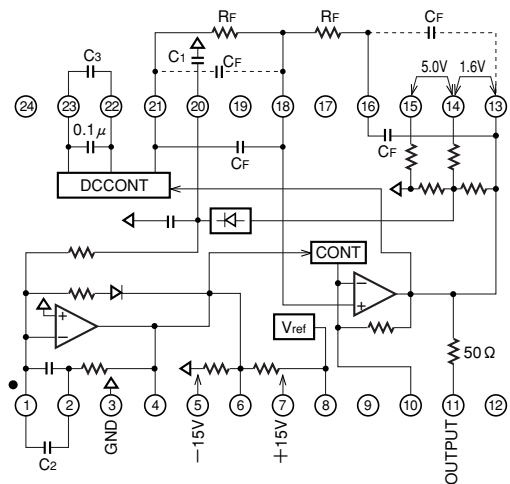 RF RF CF
C3 C1 CF 5.0V 1.6V
24 23 22 21 20 19 18 17 16 15 14 13
0.1μ CF CF
DCCONT
CONT
Vref
50Ω
1 2 3 4 5 6 7 8 9 10 11 12
C2 GND −15V +15V OUTPUT